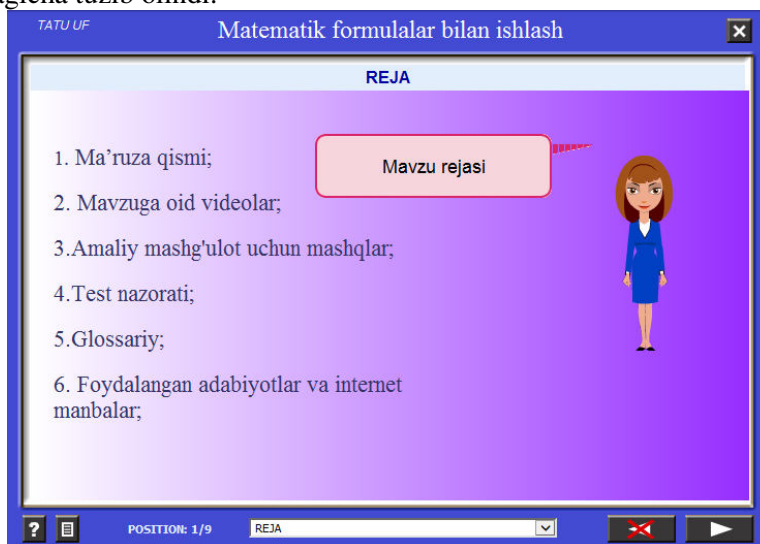 tuzib olindi.
TATU UF
Matematik formulalar bilan ishlash
REJA
1. Ma’ruza qismi;
Mavzu rejasi
2. Mavzuga oid videolar;
3.Amaliy mashg'ulot uchun mashqlar;
4.Test nazorati;
5.Glossariy;
6. Foydalangan adabiyotlar va internet
manbalar;
?
POSITION: 1/9
REJA